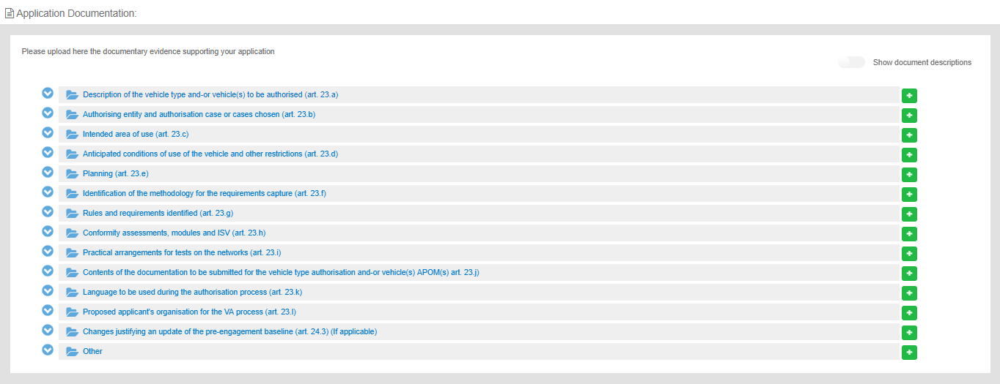 Application Documentation:
Please upload here the documentary evidence supporting your application
Show document descriptions
Description of the vehicle type and-or vehicle(s) to be authorised (art. 23.a)
Authorising entity and authorisation case or cases chosen (art. 23.b)
Intended area of use (art. 23.c)
Anticipated conditions of use of the vehicle and other restrictions (art. 23.d)
Planning (art. 23.e)
Identification of the methodology for the requirements capture (art. 23.f)
Rules and requirements identified (art. 23.g)
Conformity assessments, modules and ISV (art. 23.h)
Practical arrangements for tests on the networks (art. 23.i)
Contents of the documentation to be submitted for the vehicle type authorisation and-or vehicle(s) APOM(s) art. 23.j)
Language to be used during the authorisation process (art. 23.k)
Proposed applicant's organisation for the VA process (art. 23.l)
Changes justifying an update of the pre-engagement baseline (art. 24.3) (If applicable)
Other